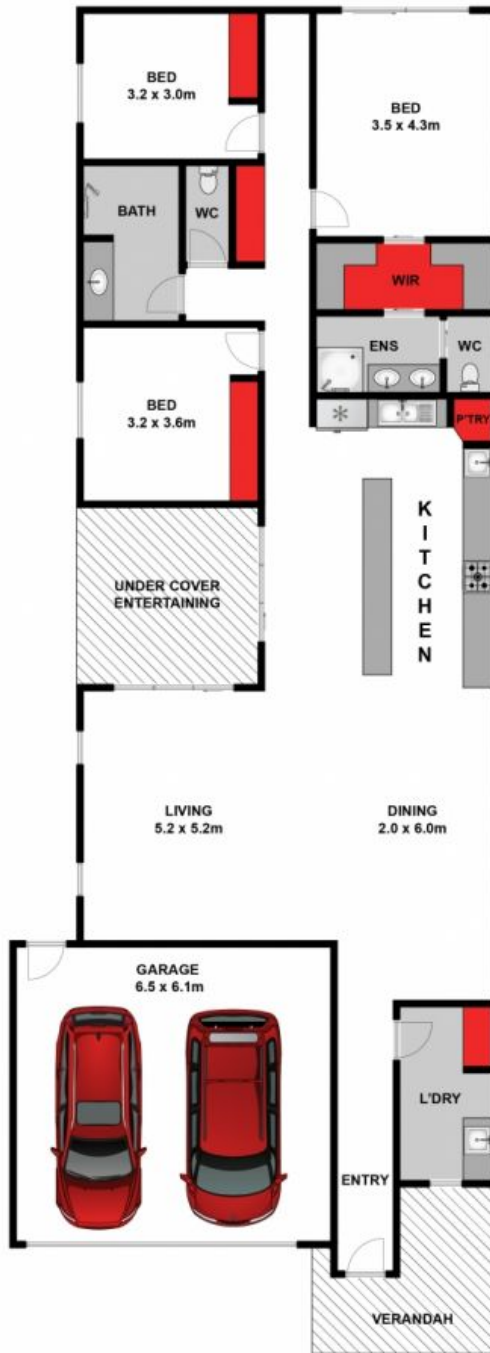 BED
3.2 x 3.0m
BED
3.5 x 4.3m
BATH
WC
WIR
ENS
WC
P'TRY
BED
3.2 x 3.6m
KITCHEN
UNDER COVER
ENTERTAINING
LIVING
5.2 x 5.2m
DINING
2.0 x 6.0m
GARAGE
6.5 x 6.1m
L'DRY
ENTRY
VERANDAH